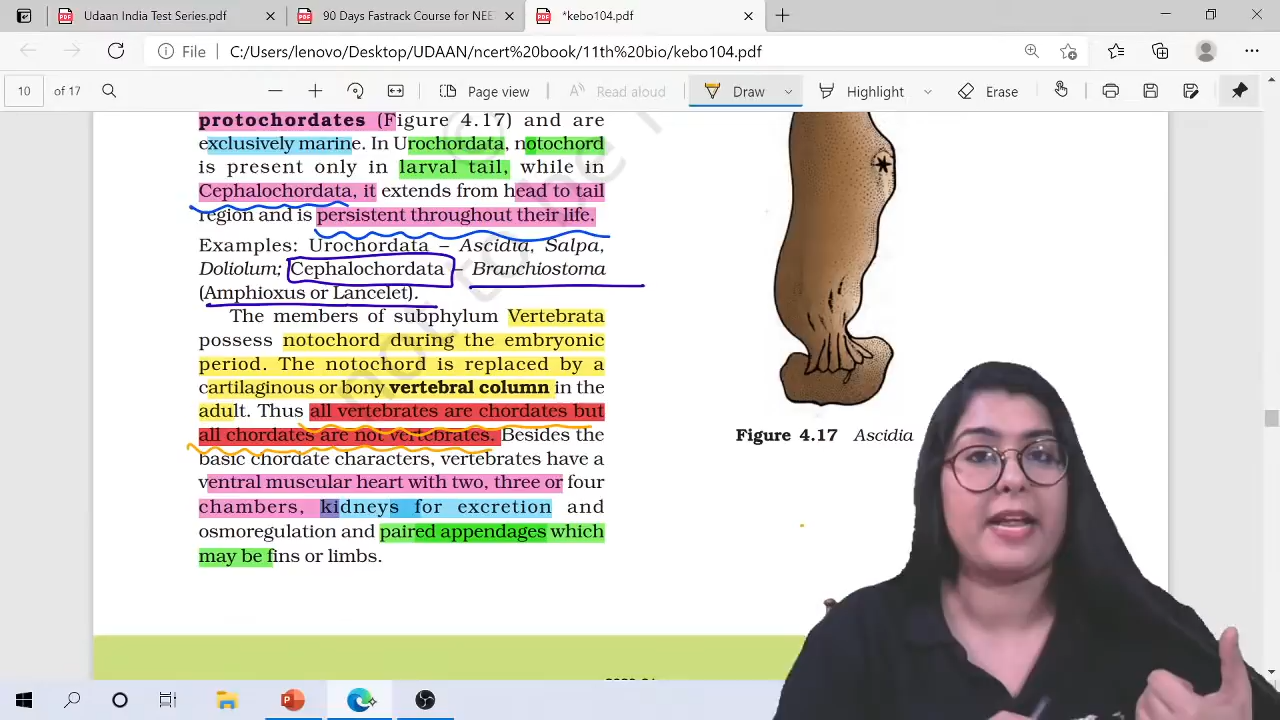 Udaan India Test Series.pdf
90 Days Fastrack Course for NEE
*kebo104.pdf
File
C:/Users/lenovo/Desktop/UDAAN/ncert%20book/11th%20bio/kebo104.pdf
10 of 17
Page view
Read aloud
Draw
Highlight
Erase
protochordates (Figure 4.17) and are
exclusively marine. In Urochordata, notochord
is present only in larval tail, while in
Cephalochordata, it extends from head to tail
region and is persistent throughout their life.
Examples: Urochordata – Ascidia, Salpa,
Doliolum; Cephalochordata – Branchiostoma
(Amphioxus or Lancelet).
The members of subphylum Vertebrata
possess notochord during the embryonic
period. The notochord is replaced by a
cartilaginous or bony vertebral column in the
adult. Thus all vertebrates are chordates but
all chordates are not vertebrates. Besides the
basic chordate characters, vertebrates have a
ventral muscular heart with two, three or four
chambers, kidneys for excretion and
osmoregulation and paired appendages which
may be fins or limbs.
Figure 4.17 Ascidia
not to be r